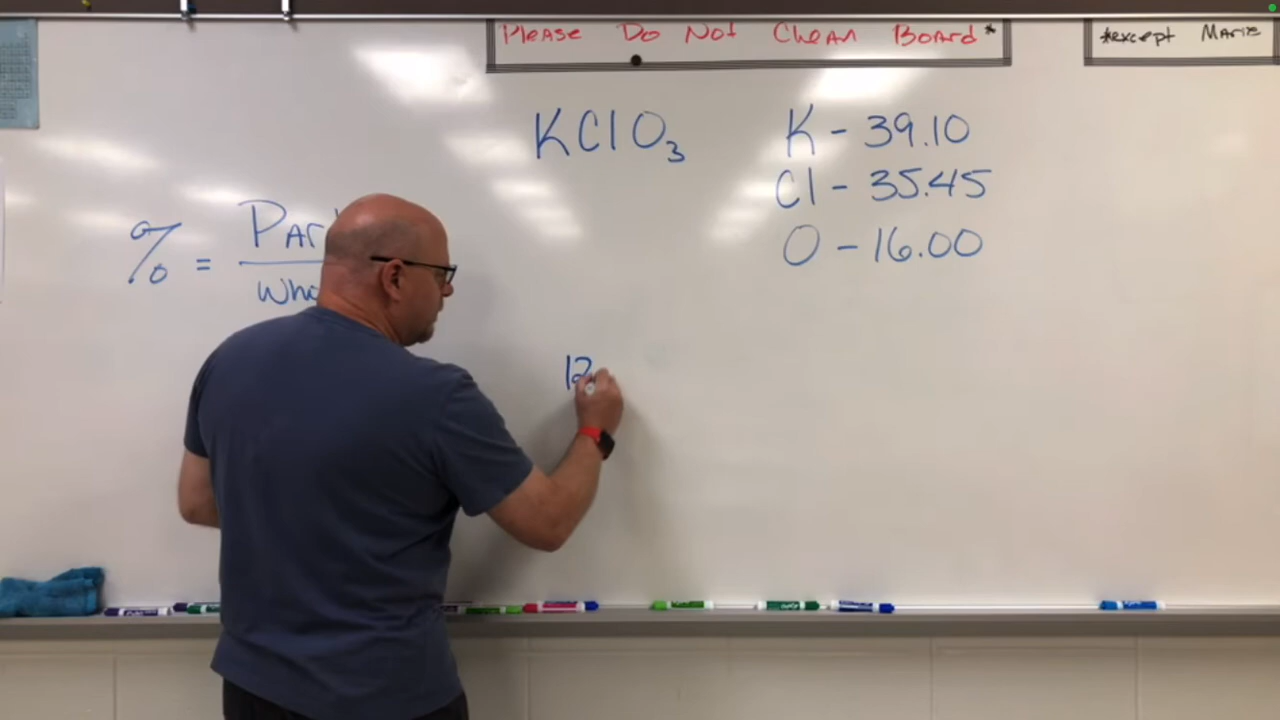 Please Do Not Clean Board*
*except Marie
KClO₃
K - 39.10
Cl - 35.45
O - 16.00
% = Par
Who
12